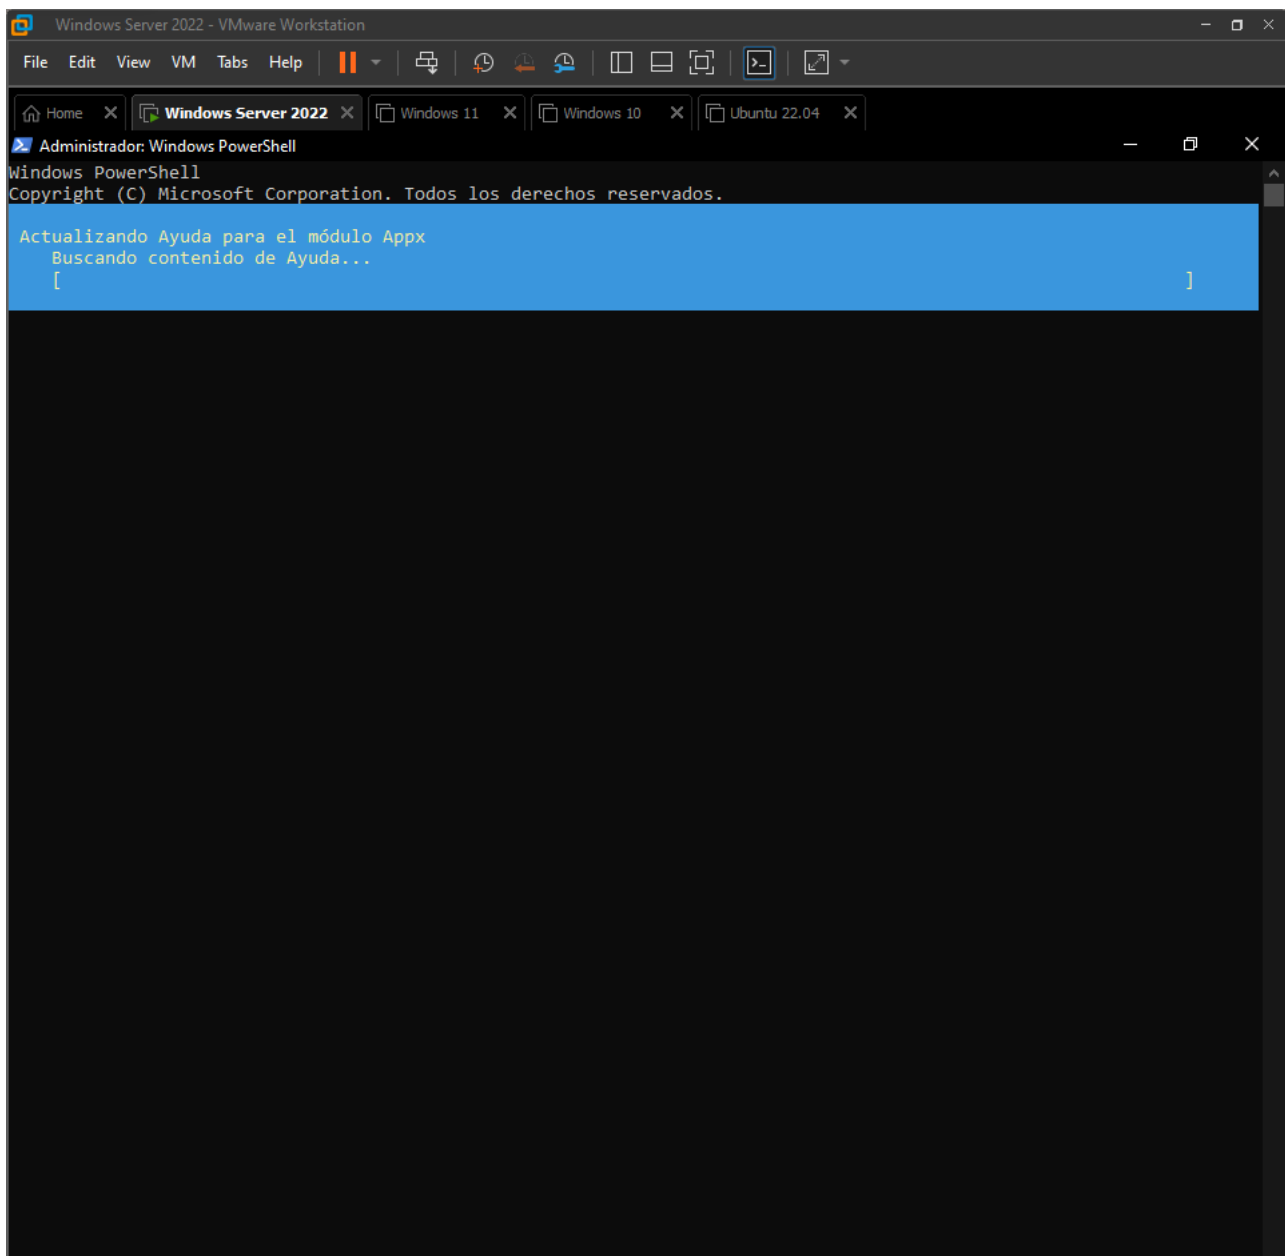 Windows Server 2022 - VMware Workstation
File Edit View VM Tabs Help
Home Windows Server 2022 Windows 11 Windows 10 Ubuntu 22.04
Administrador: Windows PowerShell
Windows PowerShell
Copyright (C) Microsoft Corporation. Todos los derechos reservados.
Actualizando Ayuda para el módulo Appx
Buscando contenido de Ayuda...
[ ]